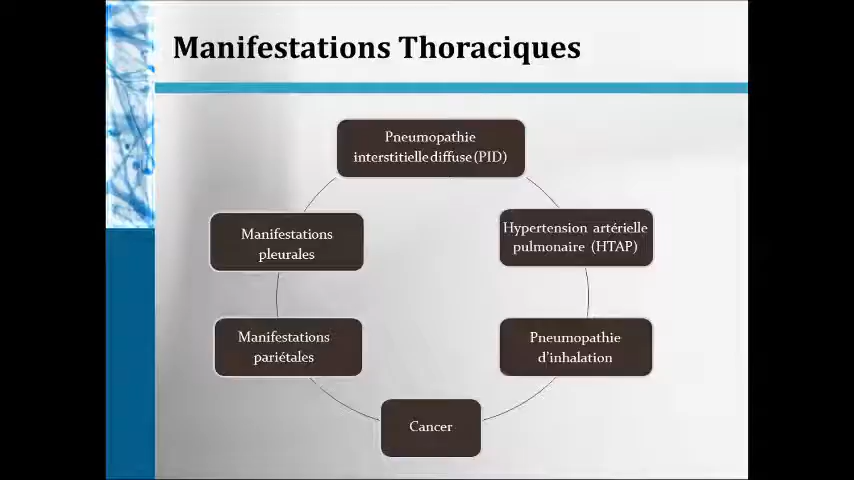 Manifestations Thoraciques
Pneumopathie
interstitielle diffuse (PID)
Manifestations
pleurales
Hypertension artérielle
pulmonaire (HTAP)
Manifestations
pariétales
Pneumopathie
d'inhalation
Cancer